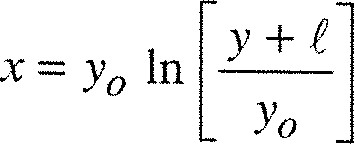 x = y_o ln[(y + ℓ)/y_o]